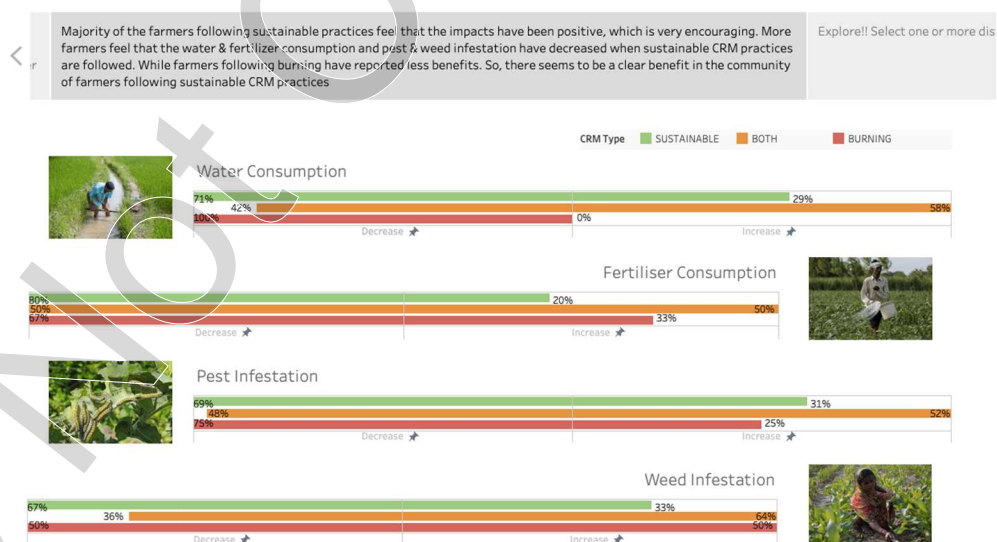 Majority of the farmers following sustainable practices feel that the impacts have been positive, which is very encouraging. More
farmers feel that the water & fertilizer consumption and pest & weed infestation have decreased when sustainable CRM practices
are followed. While farmers following burning have reported less benefits. So, there seems to be a clear benefit in the community
of farmers following sustainable CRM practices
Explore!! Select one or more dis
CRM Type SUSTAINABLE BOTH BURNING
Water Consumption
71% 29%
42% 58%
100% 0%
Decrease Increase
Fertiliser Consumption
80% 20%
50% 50%
67% 33%
Decrease Increase
Pest Infestation
69% 31%
48% 52%
75% 25%
Decrease Increase
Weed Infestation
67% 33%
36% 64%
50% 50%
Decrease Increase